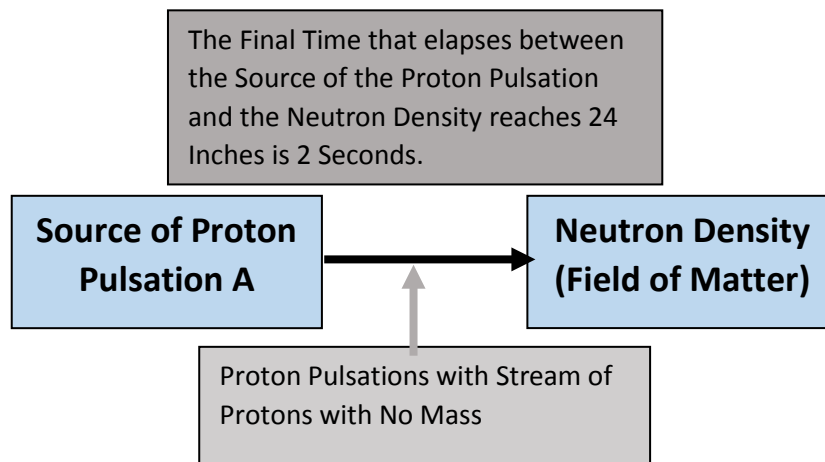 The Final Time that elapses between
the Source of the Proton Pulsation
and the Neutron Density reaches 24
Inches is 2 Seconds.
Source of Proton
Pulsation A
Neutron Density
(Field of Matter)
Proton Pulsations with Stream of
Protons with No Mass